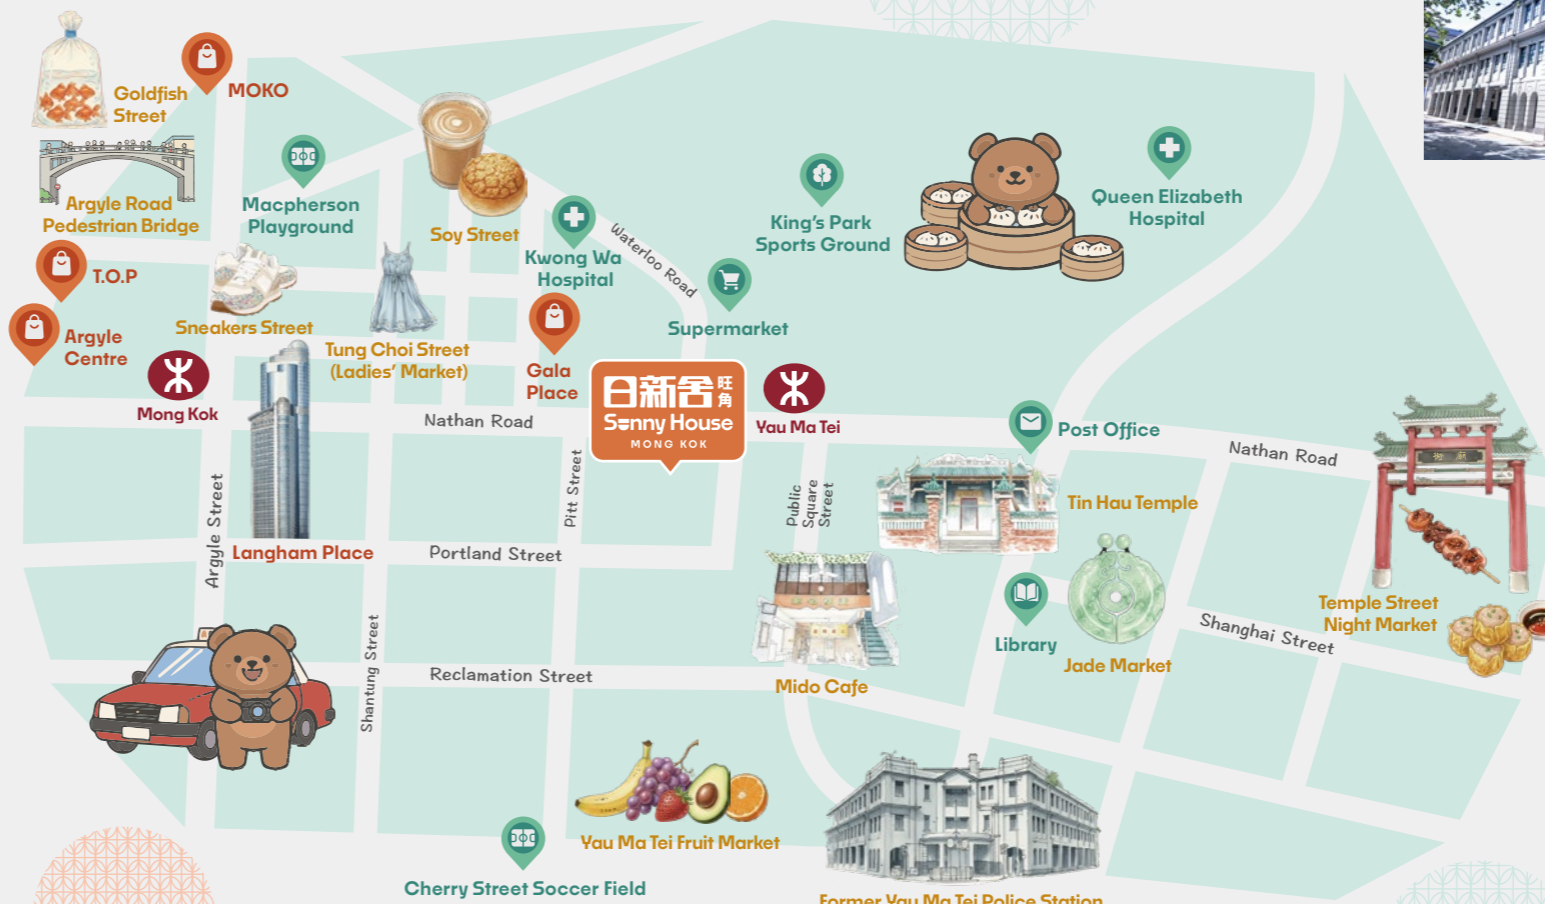 Goldfish
Street
MOKO
Argyle Road
Pedestrian Bridge
Macpherson
Playground
Soy Street
Kwong Wa
Hospital
Waterloo Road
King's Park
Sports Ground
Queen Elizabeth
Hospital
T.O.P
Argyle
Centre
Sneakers Street
Tung Choi Street
(Ladies' Market)
Gala
Place
Supermarket
Mong Kok
日新舍 旺角
Sunny House
MONG KOK
Yau Ma Tei
Nathan Road
Post Office
Nathan Road
Argyle Street
Langham Place
Pitt Street
Public
Square
Street
Tin Hau Temple
Portland Street
Temple Street
Night Market
Shantung Street
Reclamation Street
Mido Cafe
Library
Jade Market
Shanghai Street
Yau Ma Tei Fruit Market
Cherry Street Soccer Field
Former Yau Ma Tei Police Station